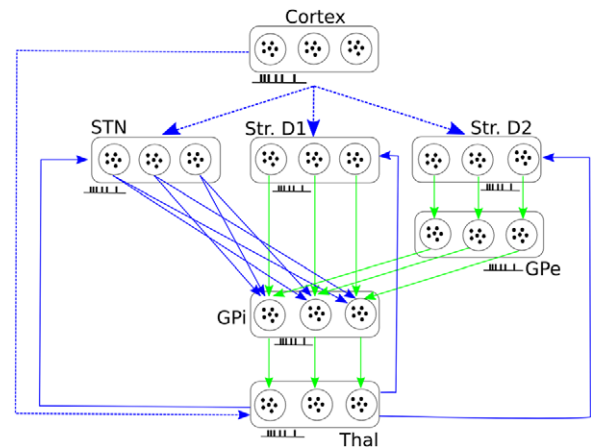 Cortex
STN
Str. D1
Str. D2
GPe
GPi
Thal